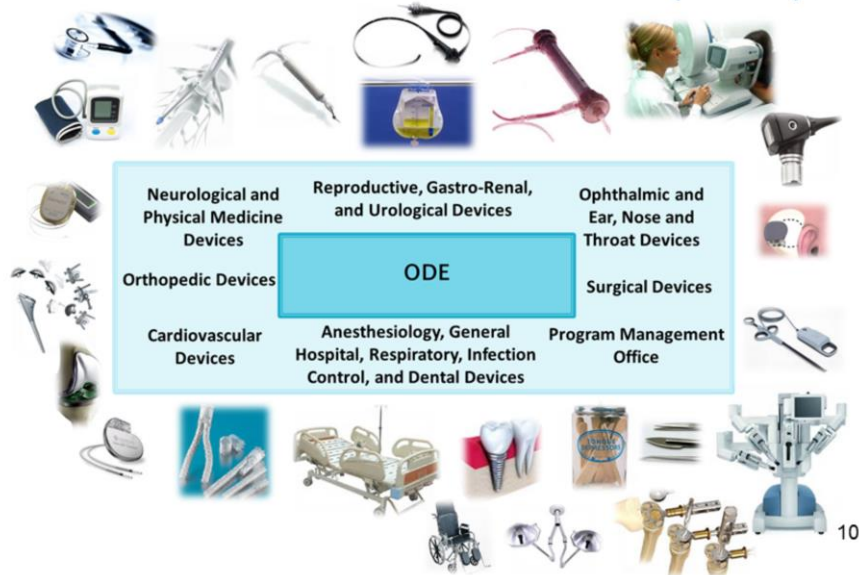 Neurological and
Physical Medicine
Devices
Reproductive, Gastro-Renal,
and Urological Devices
Ophthalmic and
Ear, Nose and
Throat Devices
Orthopedic Devices
ODE
Surgical Devices
Cardiovascular
Devices
Anesthesiology, General
Hospital, Respiratory, Infection
Control, and Dental Devices
Program Management
Office
TONGUE
DEPRESSORS
10